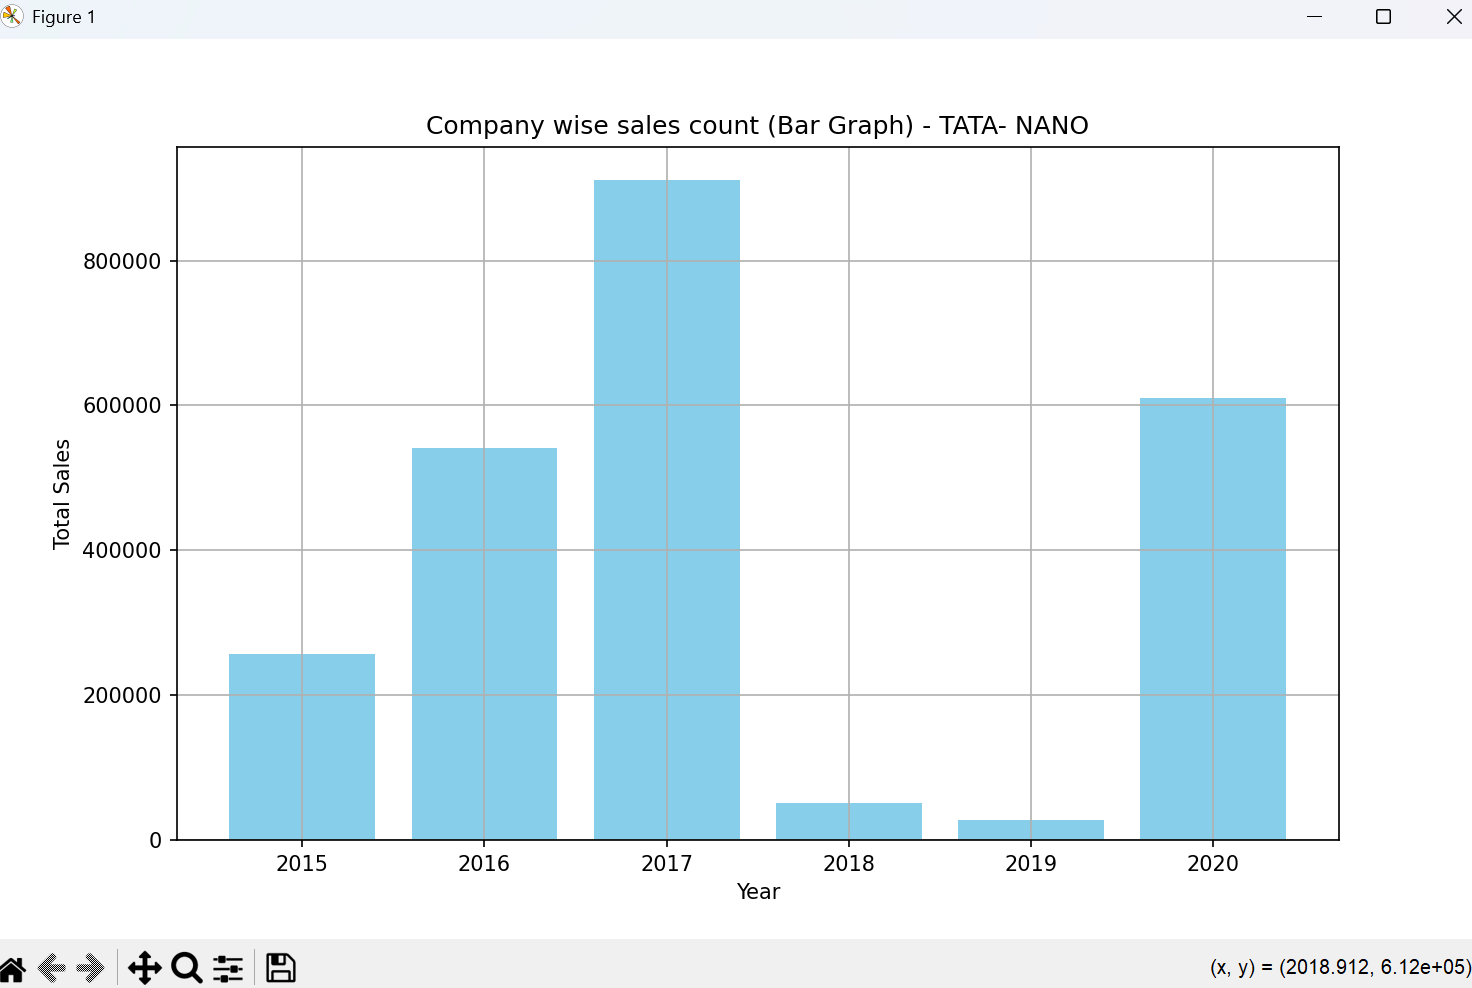 Figure 1
Company wise sales count (Bar Graph) - TATA- NANO
800000
600000
400000
200000
0
Total Sales
2015 2016 2017 2018 2019 2020
Year
(x, y) = (2018.912, 6.12e+05)